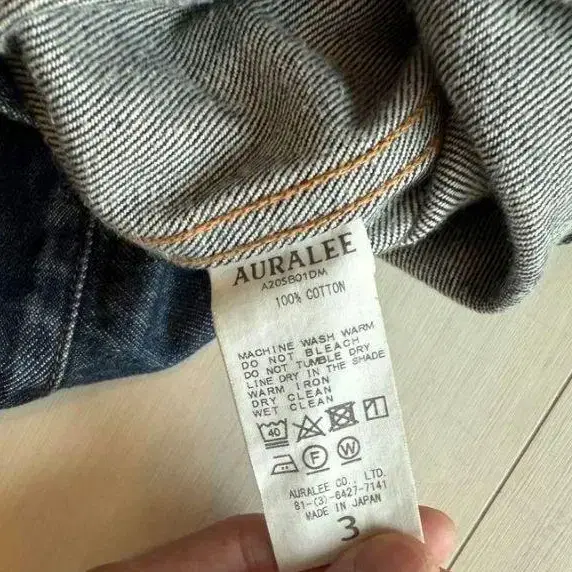 AURALEE
A20SB01DM
100% COTTON
MACHINE WASH WARM
DO NOT BLEACH
DO NOT TUMBLE DRY
LINE DRY IN THE SHADE
WARM IRON
DRY CLEAN
WET CLEAN
40
F W
AURALEE CO., LTD.
81-(3)-6427-7141
MADE IN JAPAN
3